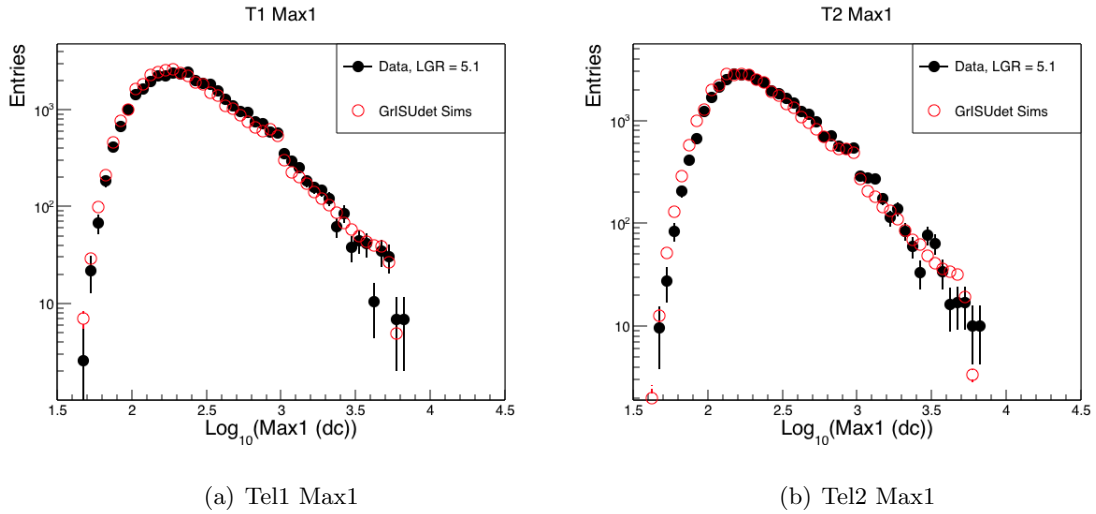 T1 Max1
Entries
10³
10²
10
Data, LGR = 5.1
GrISUdet Sims
1.5 2 2.5 3 3.5 4 4.5
Log₁₀(Max1 (dc))
(a) Tel1 Max1
T2 Max1
Entries
10³
10²
10
Data, LGR = 5.1
GrISUdet Sims
1.5 2 2.5 3 3.5 4 4.5
Log₁₀(Max1 (dc))
(b) Tel2 Max1